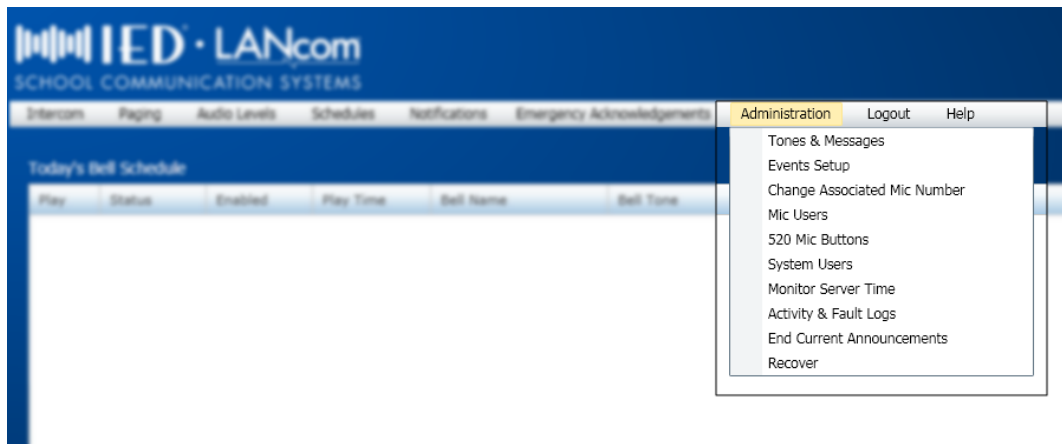 IED · LANcom
SCHOOL COMMUNICATION SYSTEMS
Intercom Paging Audio Levels Schedules Notifications Emergency Acknowledgements Administration Logout Help
Tones & Messages
Events Setup
Change Associated Mic Number
Mic Users
520 Mic Buttons
System Users
Monitor Server Time
Activity & Fault Logs
End Current Announcements
Recover
Today's Bell Schedule
Play Status Enabled Play Time Bell Name Bell Tone